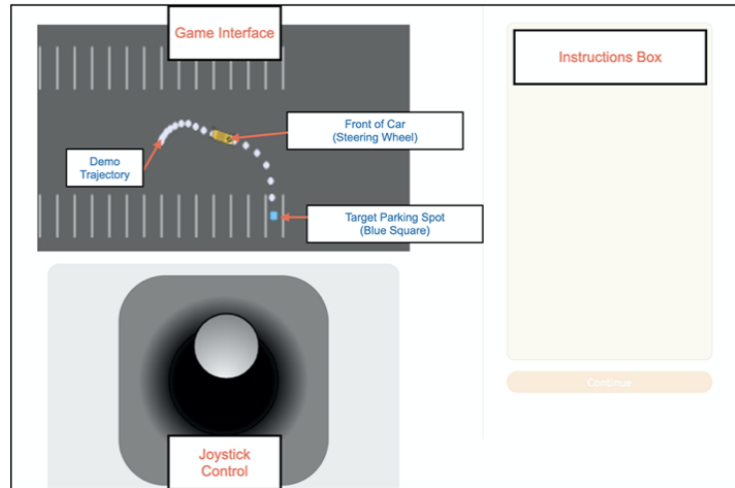 Game Interface
Instructions Box
Front of Car
(Steering Wheel)
Demo
Trajectory
Target Parking Spot
(Blue Square)
Continue
Joystick
Control